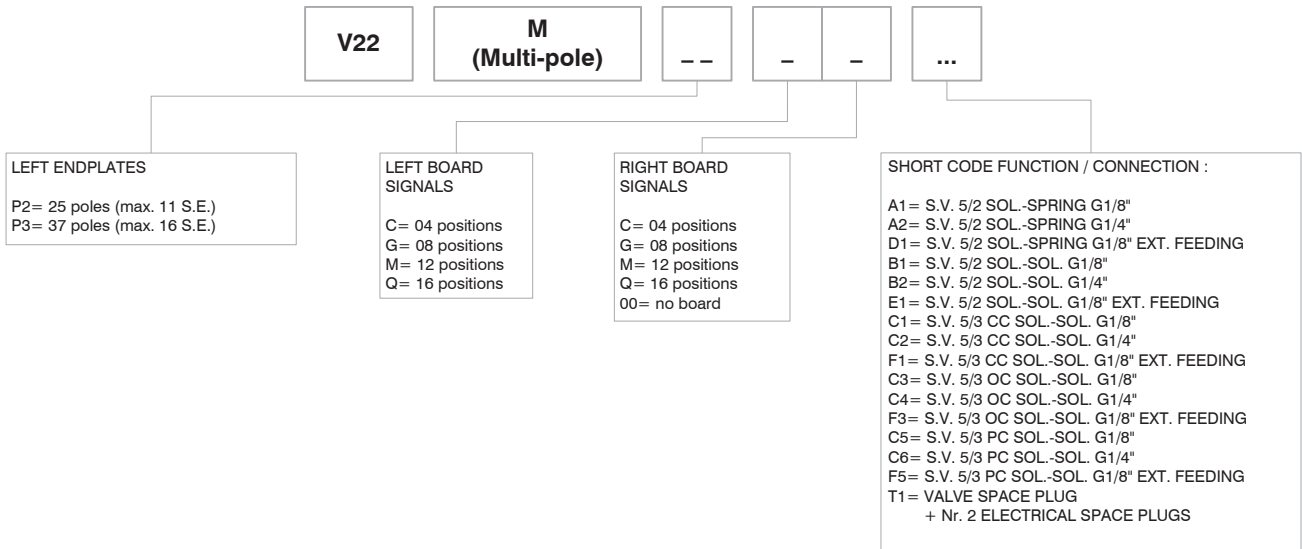 V22
M
(Multi-pole)
_ _
_
_
...
LEFT ENDPLATES
P2= 25 poles (max. 11 S.E.)
P3= 37 poles (max. 16 S.E.)
LEFT BOARD
SIGNALS
C= 04 positions
G= 08 positions
M= 12 positions
Q= 16 positions
RIGHT BOARD
SIGNALS
C= 04 positions
G= 08 positions
M= 12 positions
Q= 16 positions
00= no board
SHORT CODE FUNCTION / CONNECTION :
A1= S.V. 5/2 SOL.-SPRING G1/8"
A2= S.V. 5/2 SOL.-SPRING G1/4"
D1= S.V. 5/2 SOL.-SPRING G1/8" EXT. FEEDING
B1= S.V. 5/2 SOL.-SOL. G1/8"
B2= S.V. 5/2 SOL.-SOL. G1/4"
E1= S.V. 5/2 SOL.-SOL. G1/8" EXT. FEEDING
C1= S.V. 5/3 CC SOL.-SOL. G1/8"
C2= S.V. 5/3 CC SOL.-SOL. G1/4"
F1= S.V. 5/3 CC SOL.-SOL. G1/8" EXT. FEEDING
C3= S.V. 5/3 OC SOL.-SOL. G1/8"
C4= S.V. 5/3 OC SOL.-SOL. G1/4"
F3= S.V. 5/3 OC SOL.-SOL. G1/8" EXT. FEEDING
C5= S.V. 5/3 PC SOL.-SOL. G1/8"
C6= S.V. 5/3 PC SOL.-SOL. G1/4"
F5= S.V. 5/3 PC SOL.-SOL. G1/8" EXT. FEEDING
T1= VALVE SPACE PLUG
+ Nr. 2 ELECTRICAL SPACE PLUGS